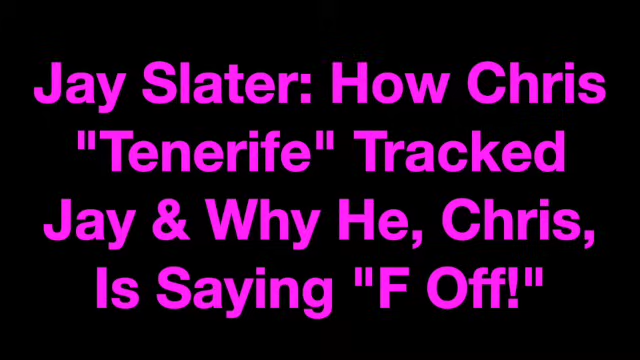 Jay Slater: How Chris
"Tenerife" Tracked
Jay & Why He, Chris,
Is Saying "F Off!"